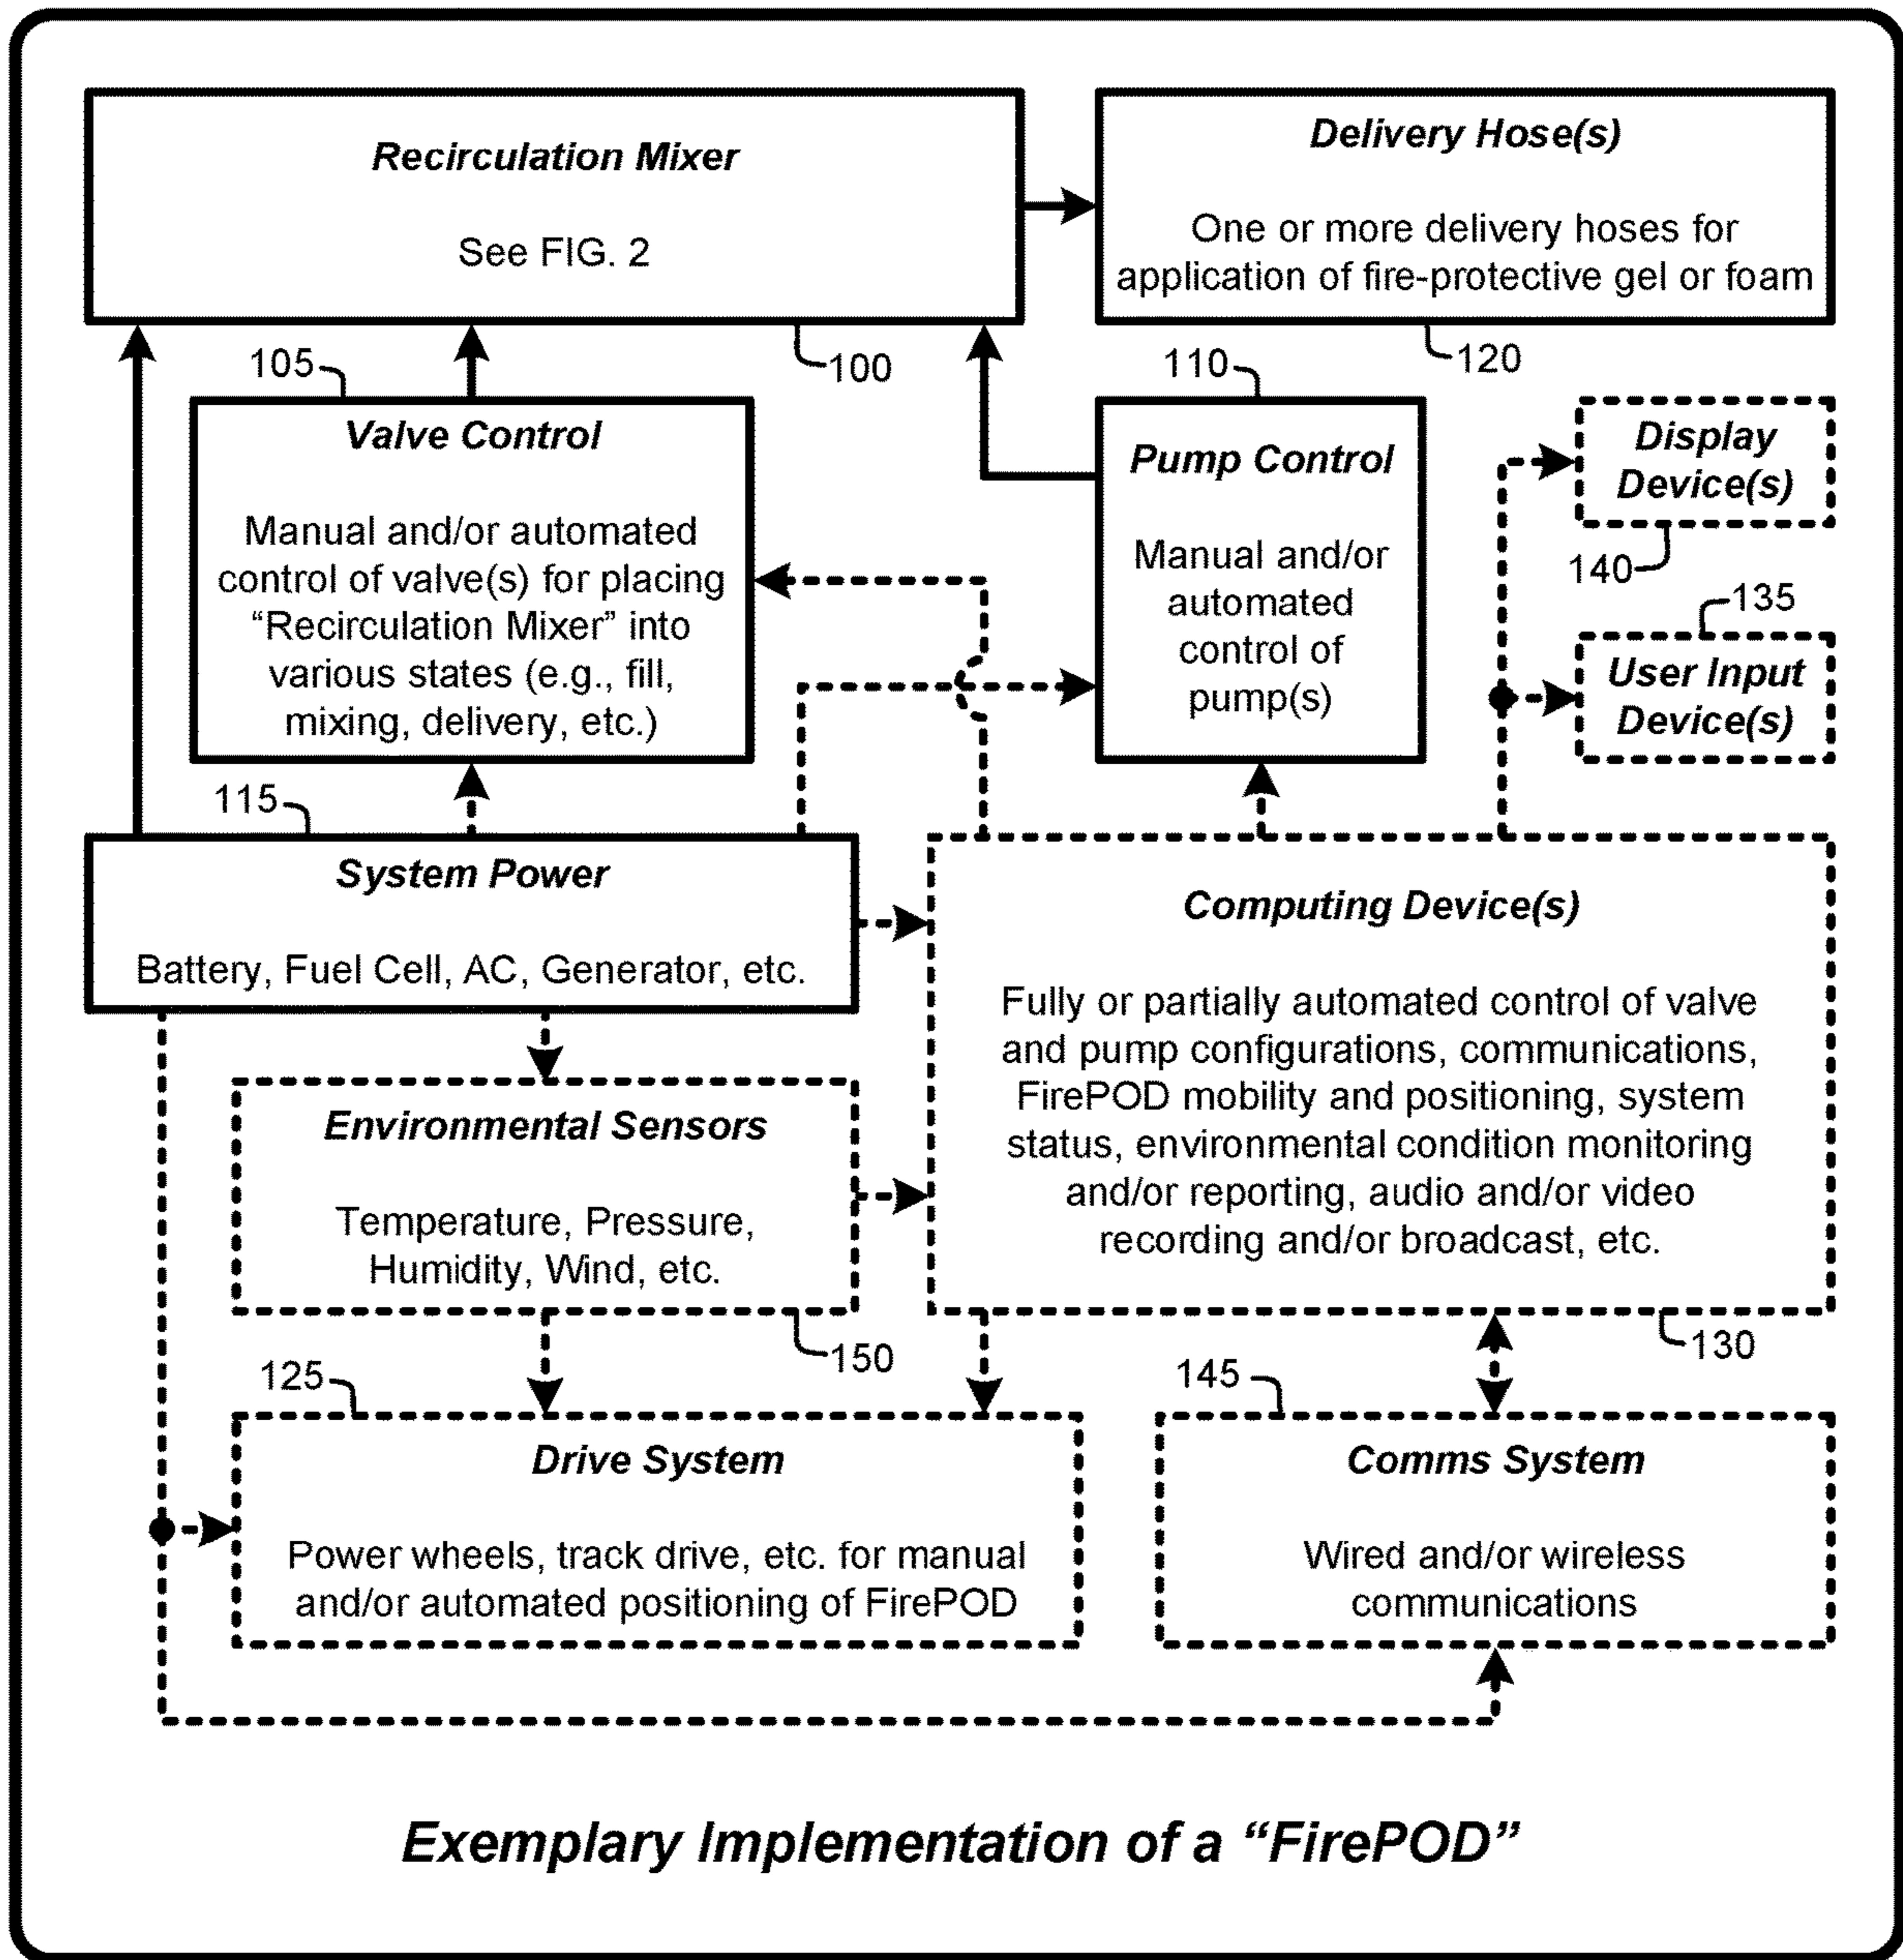 Recirculation Mixer
See FIG. 2
100
Delivery Hose(s)
One or more delivery hoses for
application of fire-protective gel or foam
120
105
Valve Control
Manual and/or automated
control of valve(s) for placing
“Recirculation Mixer” into
various states (e.g., fill,
mixing, delivery, etc.)
110
Pump Control
Manual and/or
automated
control of
pump(s)
Display
Device(s)
140
135
User Input
Device(s)
115
System Power
Battery, Fuel Cell, AC, Generator, etc.
Computing Device(s)
Fully or partially automated control of valve
and pump configurations, communications,
FirePOD mobility and positioning, system
status, environmental condition monitoring
and/or reporting, audio and/or video
recording and/or broadcast, etc.
130
Environmental Sensors
Temperature, Pressure,
Humidity, Wind, etc.
150
125
Drive System
Power wheels, track drive, etc. for manual
and/or automated positioning of FirePOD
145
Comms System
Wired and/or wireless
communications
Exemplary Implementation of a “FirePOD”